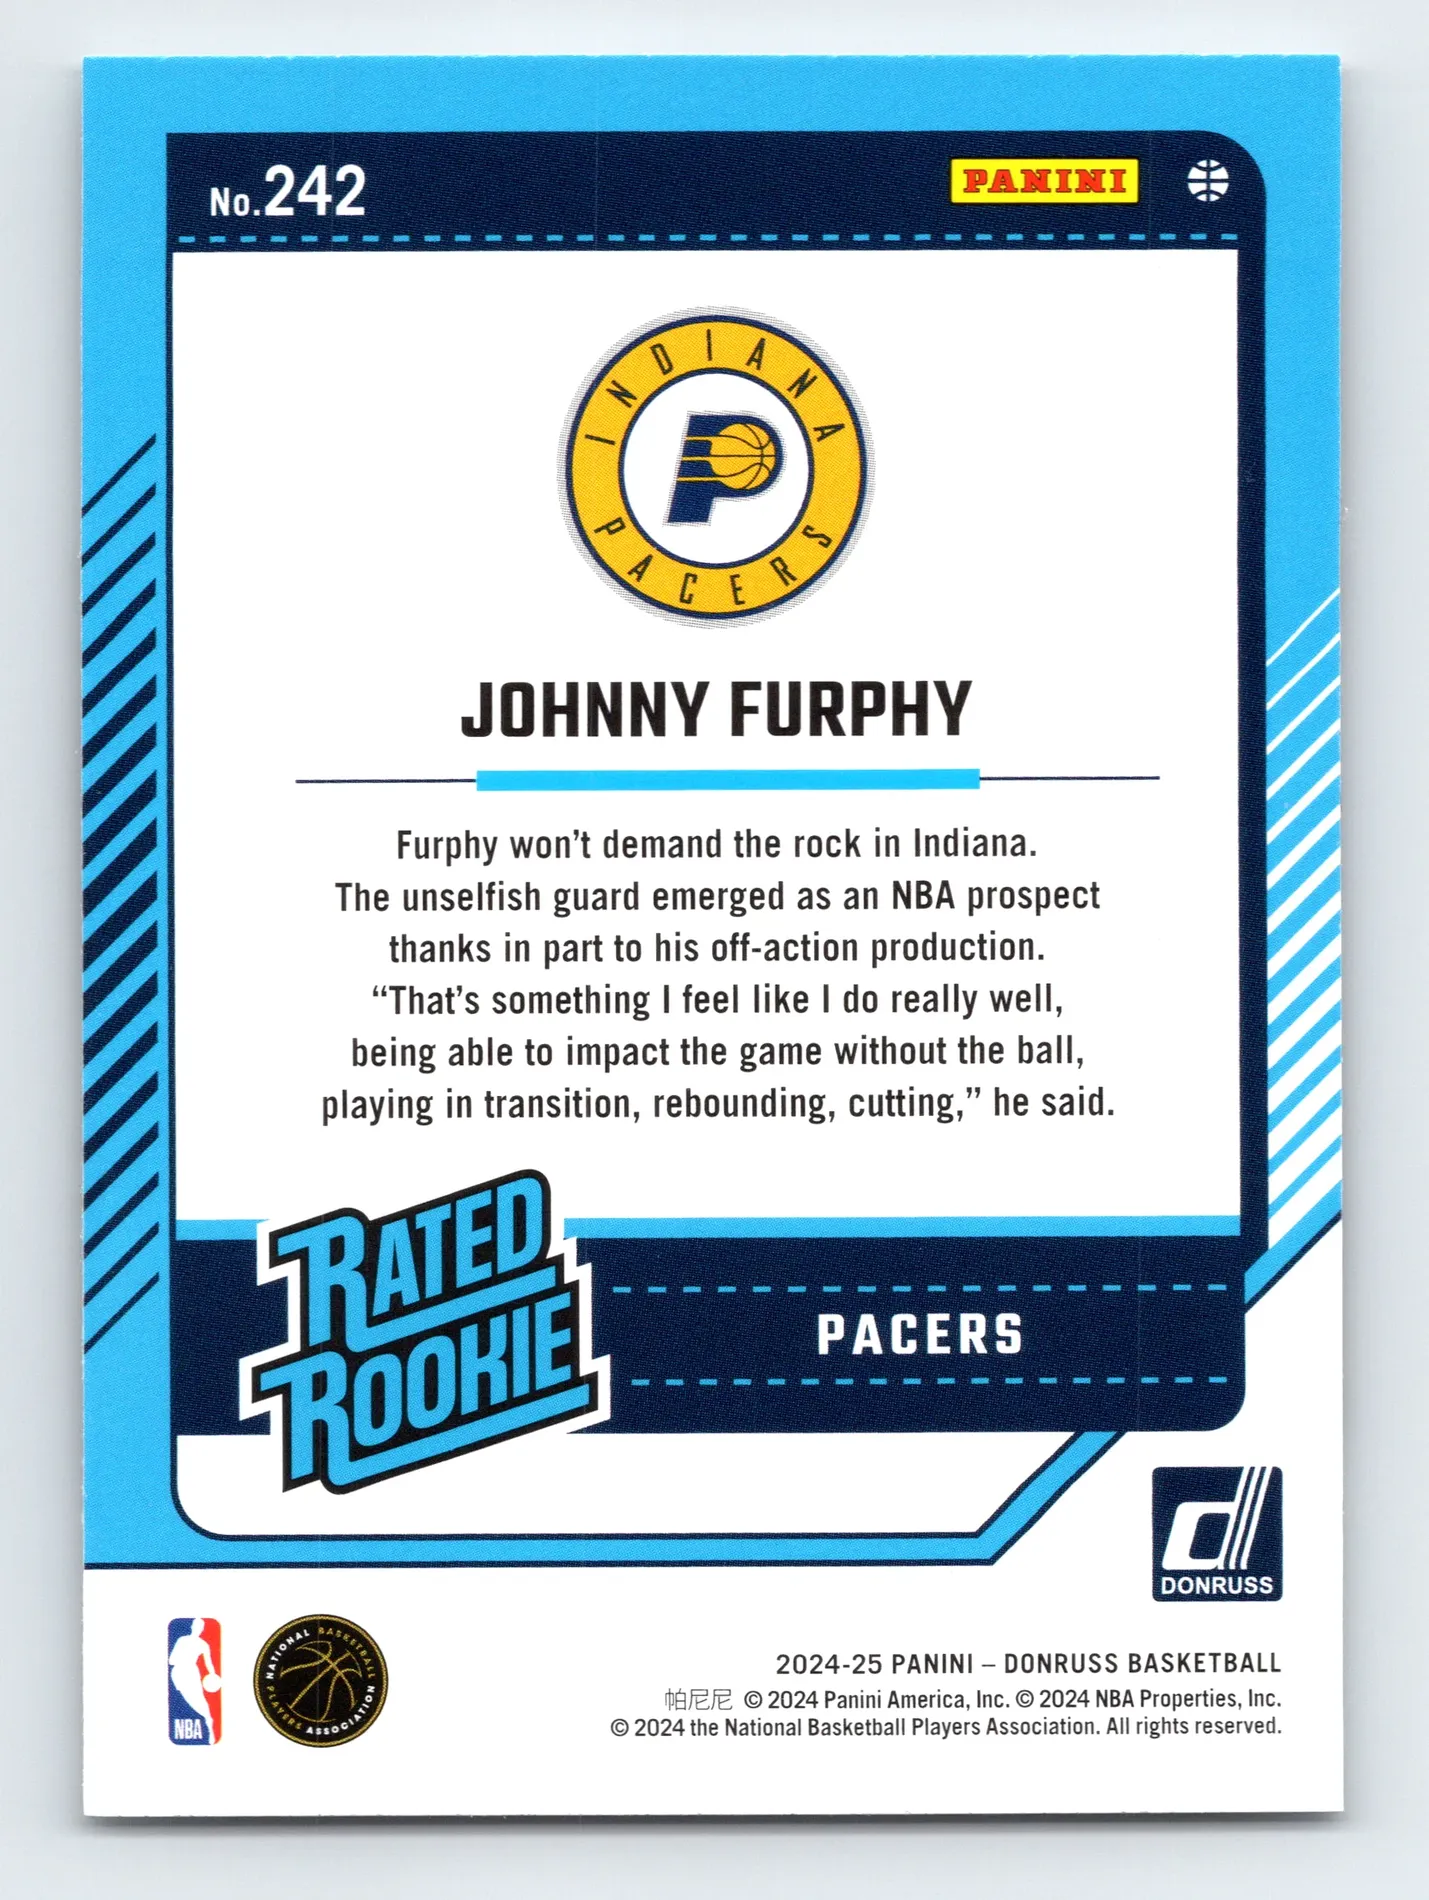 No.242
PANINI
INDIANA
PACERS
JOHNNY FURPHY
Furphy won't demand the rock in Indiana.
The unselfish guard emerged as an NBA prospect
thanks in part to his off-action production.
“That's something I feel like I do really well,
being able to impact the game without the ball,
playing in transition, rebounding, cutting,” he said.
RATED
ROOKIE
PACERS
d
DONRUSS
NBA
NATIONAL BASKETBALL
PLAYERS ASSOCIATION
2024-25 PANINI – DONRUSS BASKETBALL
帕尼尼 © 2024 Panini America, Inc. © 2024 NBA Properties, Inc.
© 2024 the National Basketball Players Association. All rights reserved.